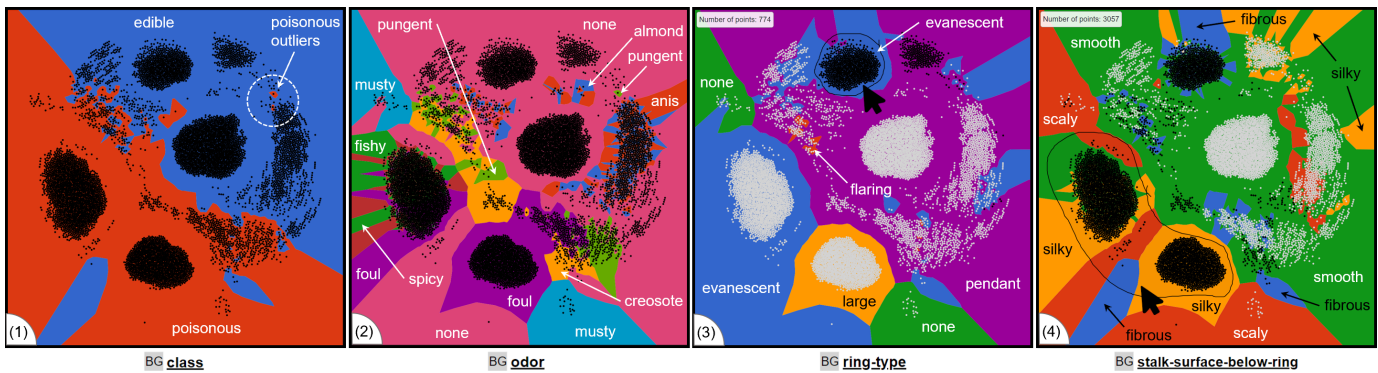 edible
poisonous
outliers
poisonous
(1)
BG class
pungent
none
almond
pungent
musty
anis
fishy
foul
spicy
foul
creosote
none
musty
(2)
BG odor
Number of points: 774
evanescent
none
flaring
evanescent
large
pendant
none
(3)
BG ring-type
Number of points: 3057
fibrous
smooth
silky
scaly
silky
smooth
silky
fibrous
fibrous
scaly
(4)
BG stalk-surface-below-ring